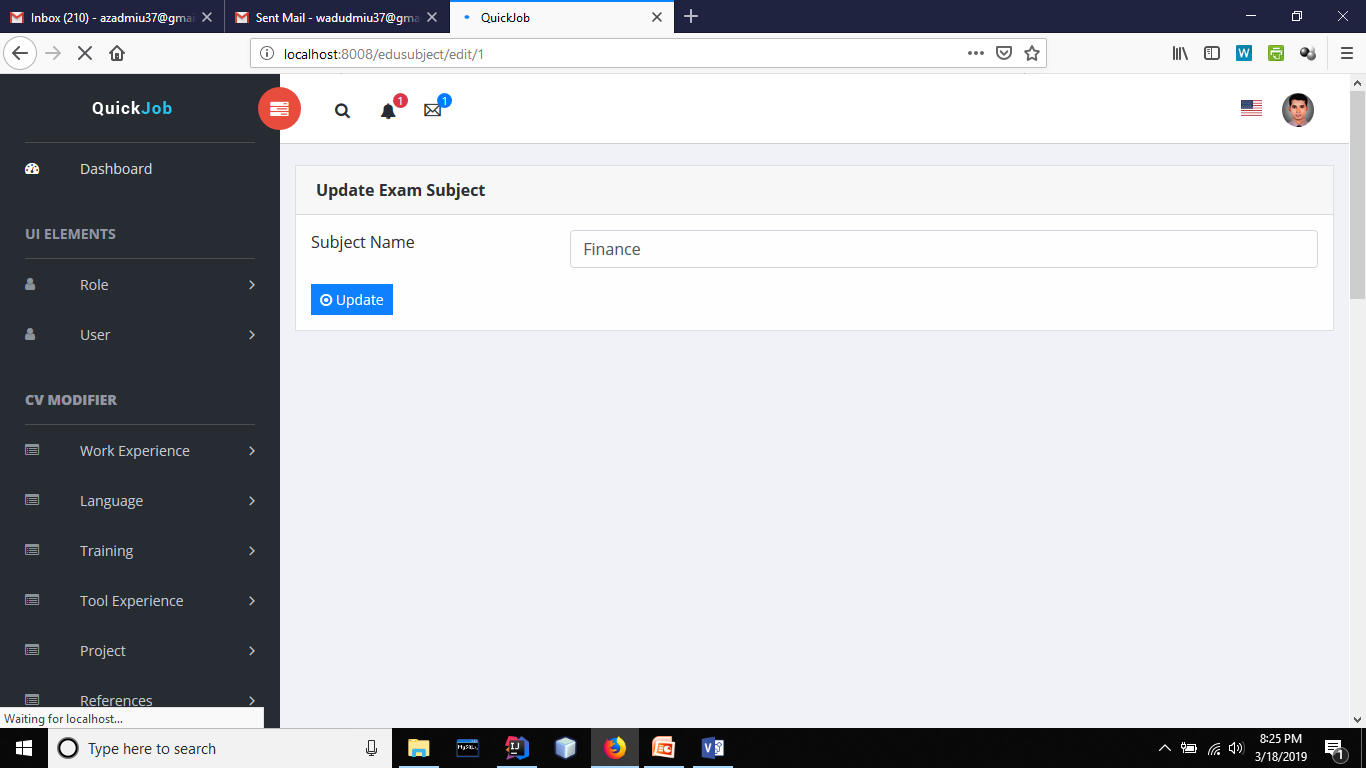 Inbox (210) - azadmiu37@gmai
Sent Mail - wadudmiu37@gma
QuickJob
localhost:8008/edusubject/edit/1
QuickJob
1
1
Dashboard
UI ELEMENTS
Role
User
CV MODIFIER
Work Experience
Language
Training
Tool Experience
Project
References
Update Exam Subject
Subject Name
Finance
Update
Waiting for localhost...
Type here to search
8:25 PM
3/18/2019
1